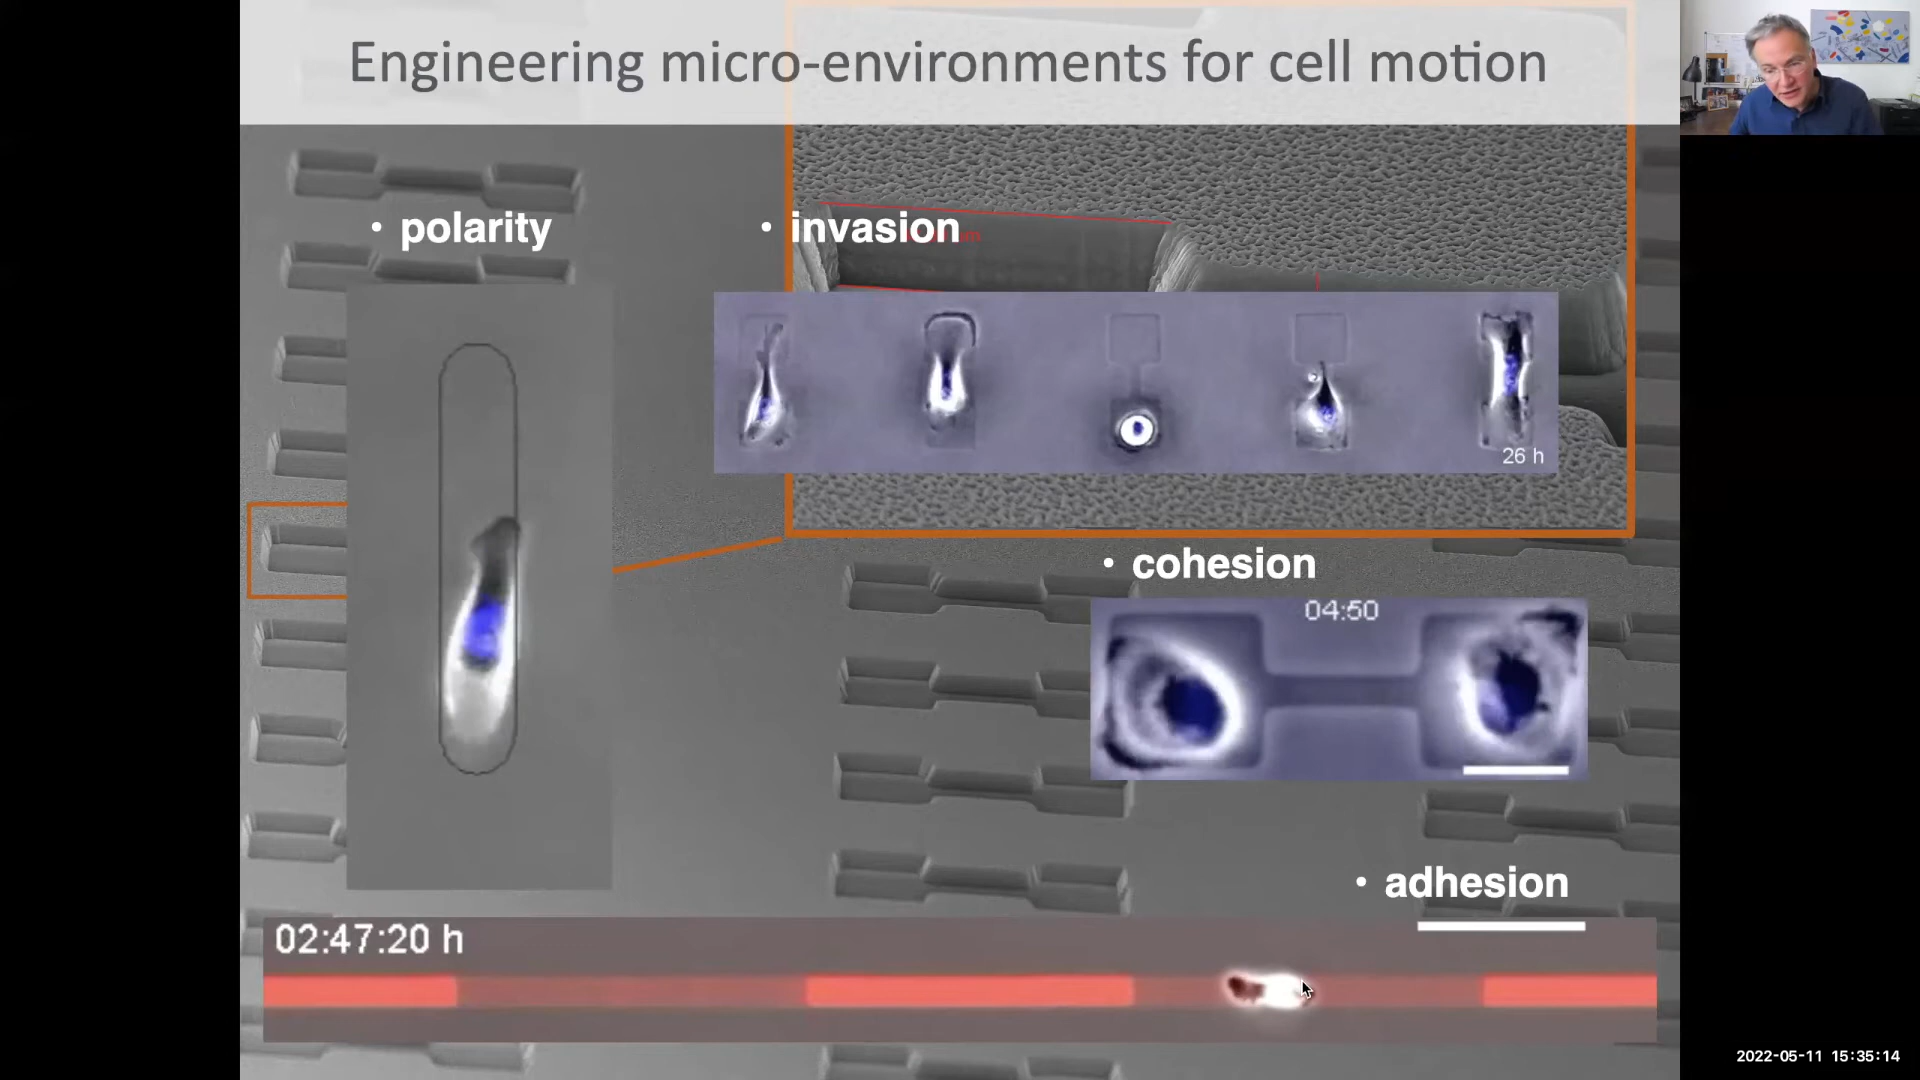 Engineering micro-environments for cell motion
• polarity
• invasion
26 h
• cohesion
04:50
• adhesion
02:47:20 h
2022-05-11 15:35:14